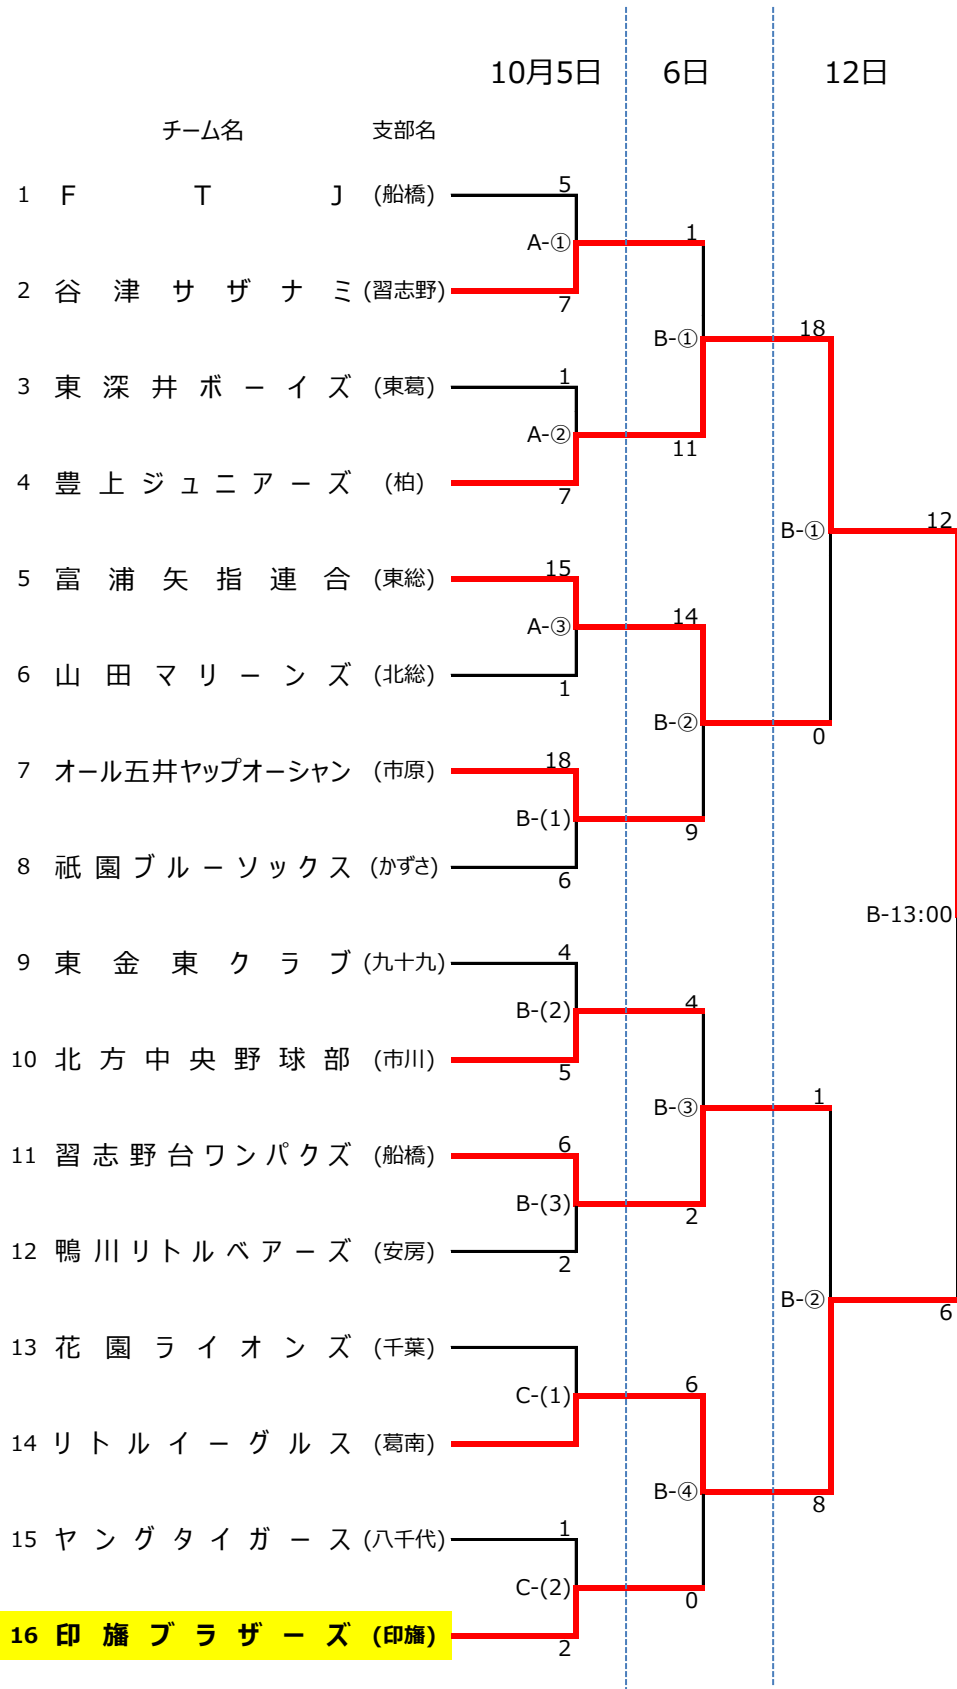 10月5日 6日 12日
チーム名 支部名
1 F T J (船橋) 5
A-① 1
2 谷津サザナミ (習志野) 7
B-① 18
3 東深井ボーイズ (東葛) 1
A-② 11
4 豊上ジュニアーズ (柏) 7
B-① 12
5 富浦矢指連合 (東総) 15
A-③ 14
6 山田マリーンズ (北総) 1
B-② 0
7 オール五井ヤップオーシャン (市原) 18
B-(1) 9
8 祇園ブルーソックス (かずさ) 6
B-13:00
9 東金東クラブ (九十九) 4
B-(2) 4
10 北方中央野球部 (市川) 5
B-③ 1
11 習志野台ワンパクズ (船橋) 6
B-(3) 2
12 鴨川リトルベアーズ (安房) 2
B-② 6
13 花園ライオンズ (千葉)
C-(1) 6
14 リトルイーグルス (葛南)
B-④ 8
15 ヤングタイガース (八千代) 1
C-(2) 0
16 印旛ブラザーズ (印旛) 2